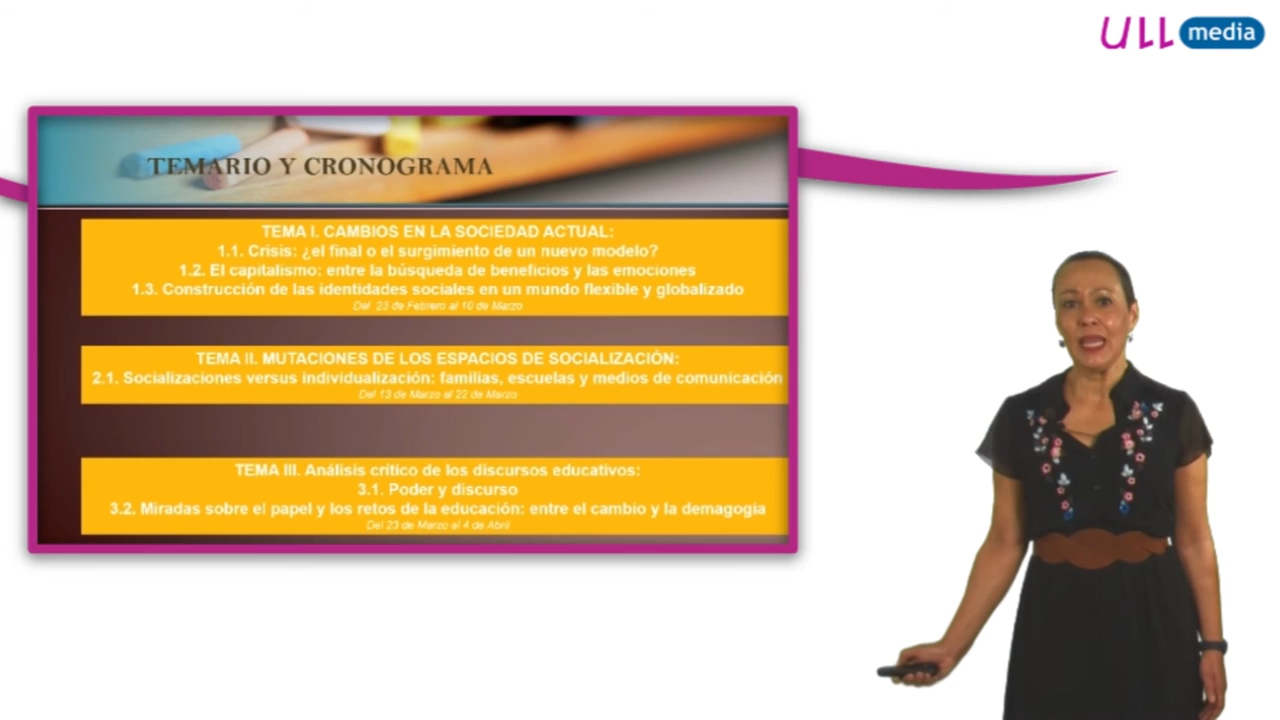 ULL media
TEMARIO Y CRONOGRAMA
TEMA I. CAMBIOS EN LA SOCIEDAD ACTUAL:
1.1. Crisis: ¿el final o el surgimiento de un nuevo modelo?
1.2. El capitalismo: entre la búsqueda de beneficios y las emociones
1.3. Construcción de las identidades sociales en un mundo flexible y globalizado
Del 23 de Febrero al 10 de Marzo
TEMA II. MUTACIONES DE LOS ESPACIOS DE SOCIALIZACIÓN:
2.1. Socializaciones versus individualización: familias, escuelas y medios de comunicación
Del 13 de Marzo al 22 de Marzo
TEMA III. Análisis crítico de los discursos educativos:
3.1. Poder y discurso
3.2. Miradas sobre el papel y los retos de la educación: entre el cambio y la demagogia
Del 23 de Marzo al 4 de Abril